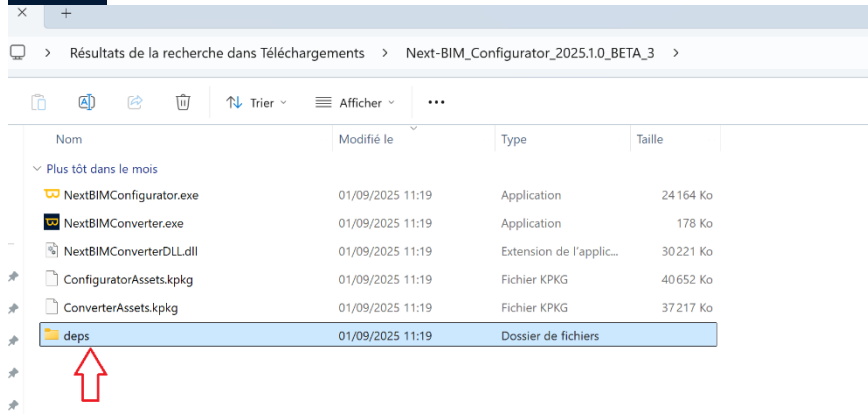 Résultats de la recherche dans Téléchargements > Next-BIM_Configurator_2025.1.0_BETA_3 >
Trier Afficher
Nom Modifié le Type Taille
Plus tôt dans le mois
NextBIMConfigurator.exe 01/09/2025 11:19 Application 24 164 Ko
NextBIMConverter.exe 01/09/2025 11:19 Application 178 Ko
NextBIMConverterDLL.dll 01/09/2025 11:19 Extension de l'applic... 30 221 Ko
ConfiguratorAssets.kpkg 01/09/2025 11:19 Fichier KPKG 40 652 Ko
ConverterAssets.kpkg 01/09/2025 11:19 Fichier KPKG 37 217 Ko
deps 01/09/2025 11:19 Dossier de fichiers